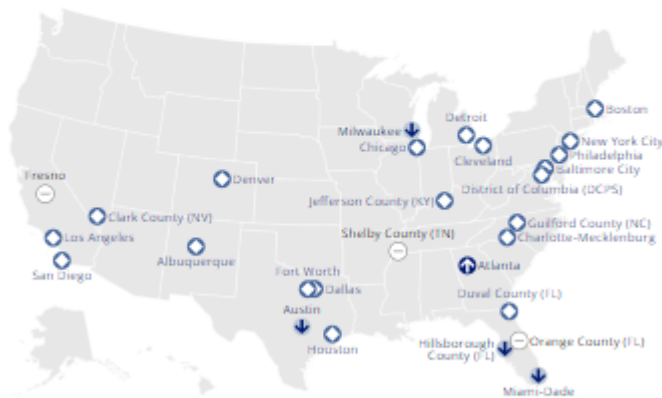 Boston
Detroit
Milwaukee
New York City
Chicago
Philadelphia
Cleveland
Baltimore City
Fresno
Denver
District of Columbia (DCPS)
Jefferson County (KY)
Clark County (NV)
Guilford County (NC)
Shelby County (TN)
Los Angeles
Charlotte-Mecklenburg
Albuquerque
Atlanta
San Diego
Fort Worth
Dallas
Duval County (FL)
Austin
Houston
Hillsborough
County (FL)
Orange County (FL)
Miami-Dade